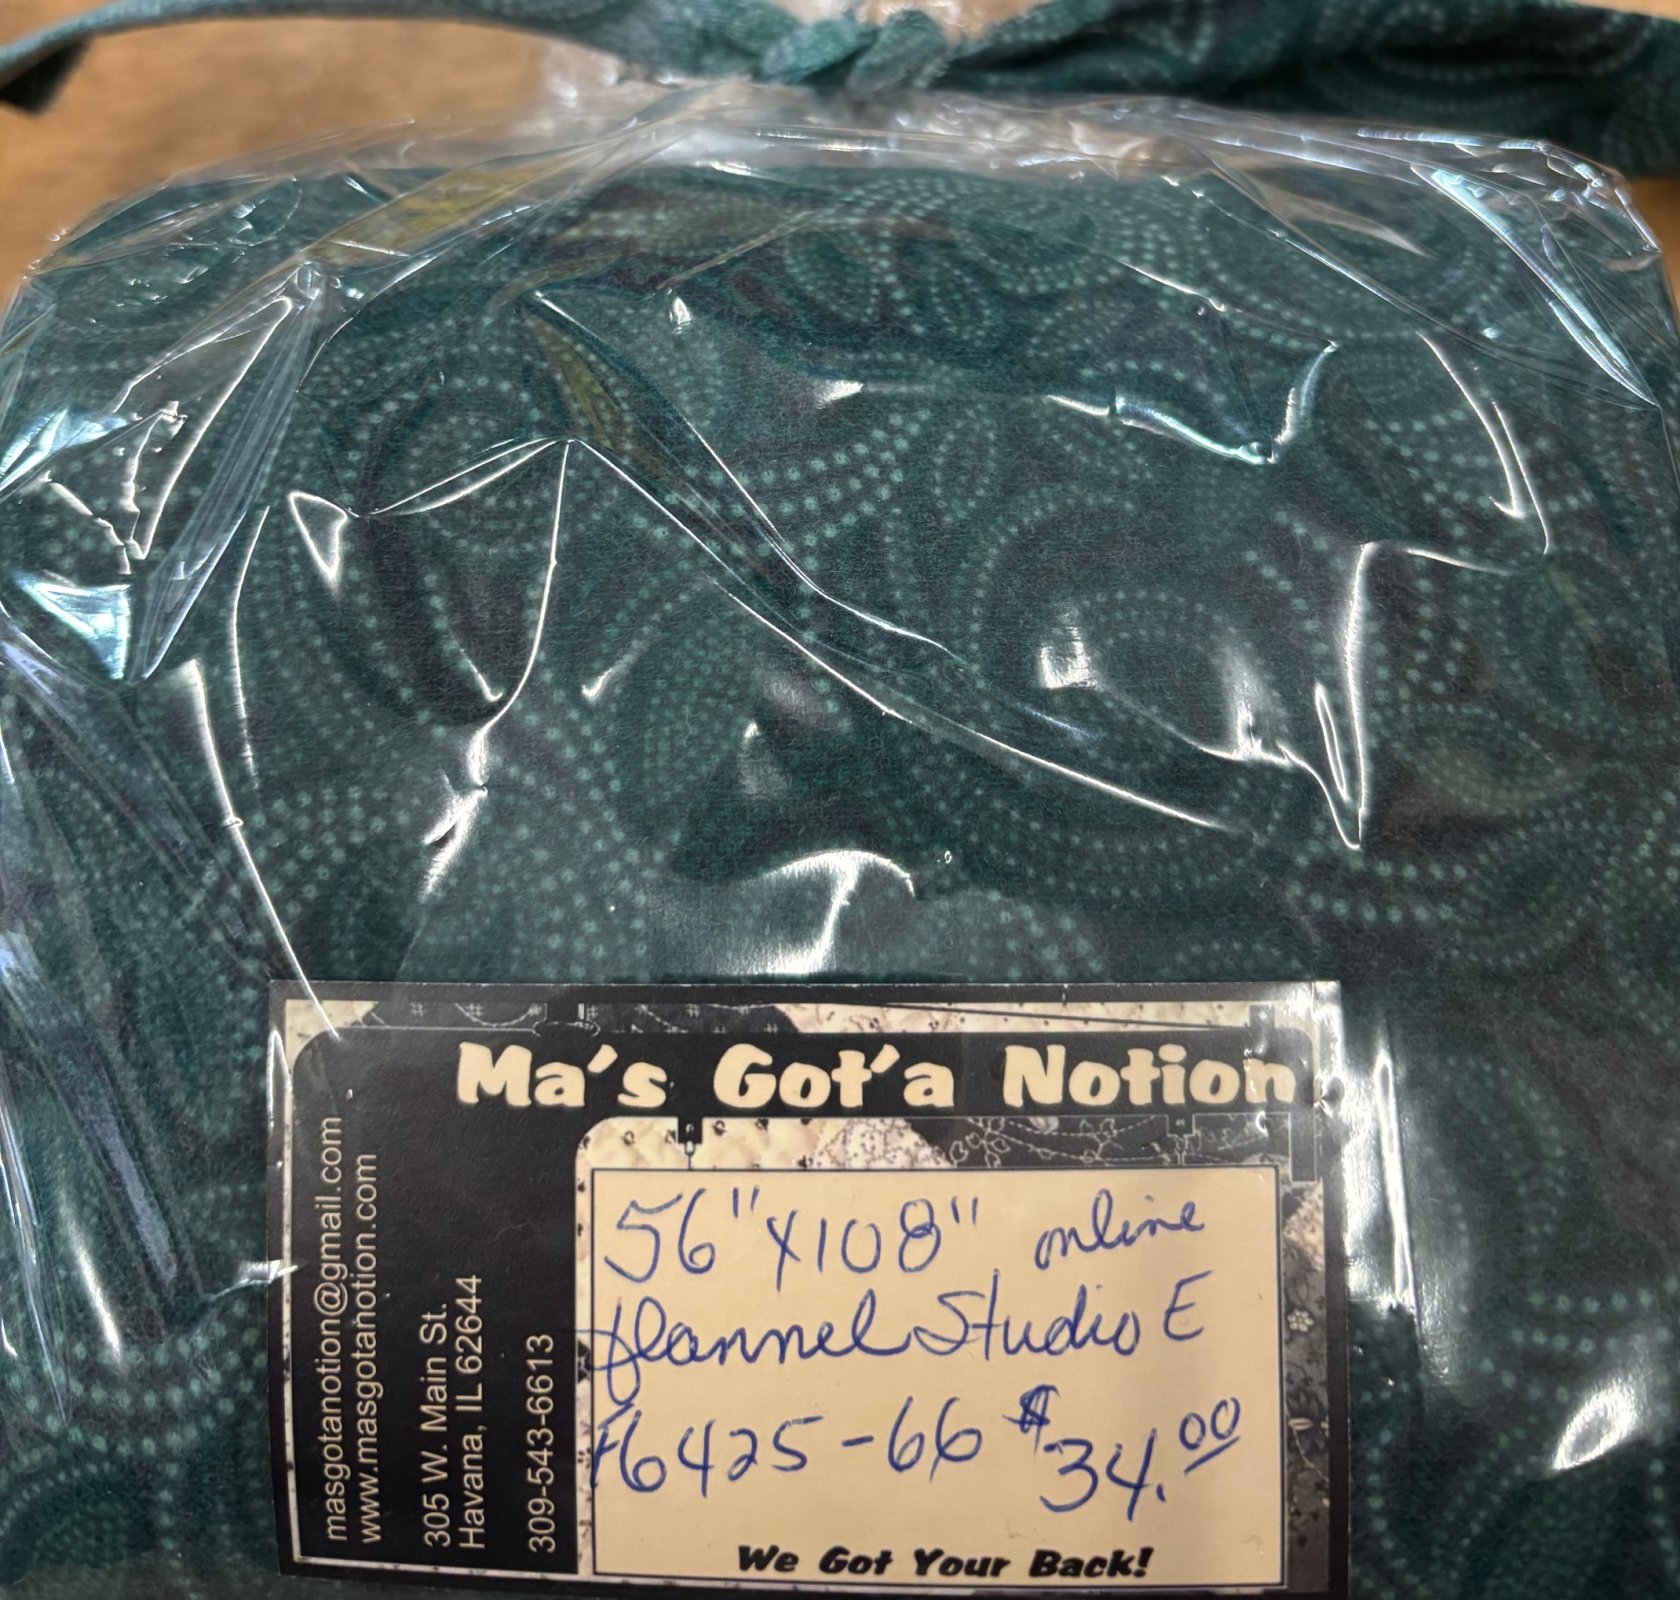 Ma's Got'a Notion
masgotanotion@gmail.com
www.masgotanotion.com
305 W. Main St.
Havana, IL 62644
309-543-6613
56" x 108" online
flannel Studio E
F6425-66 $34.00
We Got Your Back!